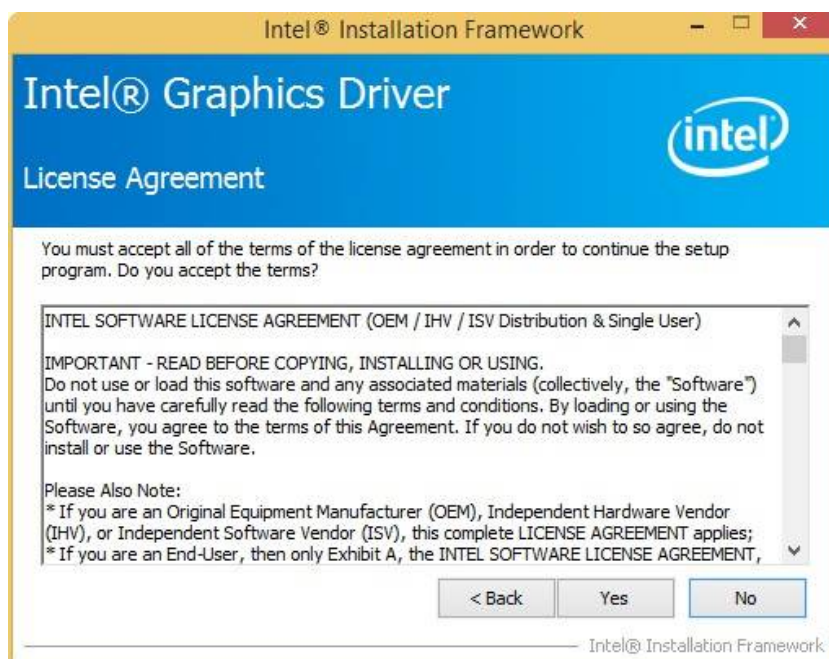 Intel® Installation Framework
Intel® Graphics Driver
intel
License Agreement
You must accept all of the terms of the license agreement in order to continue the setup
program. Do you accept the terms?
INTEL SOFTWARE LICENSE AGREEMENT (OEM / IHV / ISV Distribution & Single User)
IMPORTANT - READ BEFORE COPYING, INSTALLING OR USING.
Do not use or load this software and any associated materials (collectively, the "Software")
until you have carefully read the following terms and conditions. By loading or using the
Software, you agree to the terms of this Agreement. If you do not wish to so agree, do not
install or use the Software.
Please Also Note:
* If you are an Original Equipment Manufacturer (OEM), Independent Hardware Vendor
(IHV), or Independent Software Vendor (ISV), this complete LICENSE AGREEMENT applies;
* If you are an End-User, then only Exhibit A, the INTEL SOFTWARE LICENSE AGREEMENT,
< Back Yes No
Intel® Installation Framework